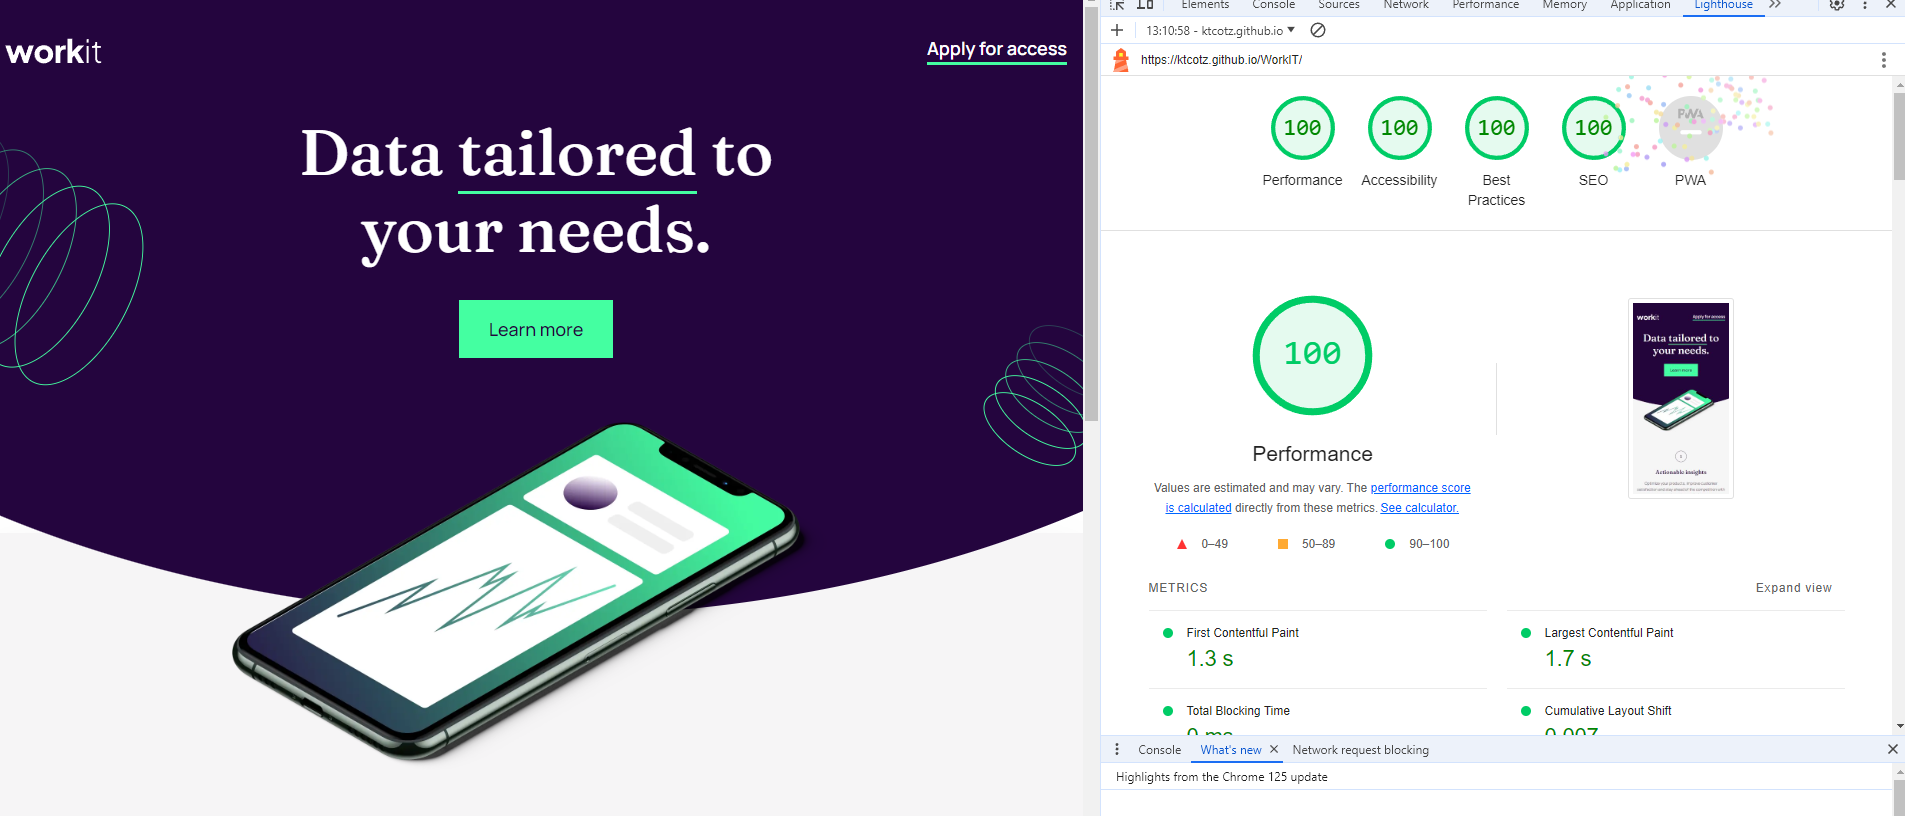 workit
Apply for access
Data tailored to
your needs.
Learn more
Elements Console Sources Network Performance Memory Application Lighthouse
13:10:58 - ktcotz.github.io
https://ktcotz.github.io/WorkIT/
100 100 100 100 PWA
Performance Accessibility Best SEO PWA
Practices
100
Performance
Values are estimated and may vary. The performance score
is calculated directly from these metrics. See calculator.
0–49 50–89 90–100
workit Apply for access
Data tailored to
your needs.
Learn more
Actionable insights
METRICS Expand view
First Contentful Paint Largest Contentful Paint
1.3 s 1.7 s
Total Blocking Time Cumulative Layout Shift
0 ms 0.007
Console What's new Network request blocking
Highlights from the Chrome 125 update